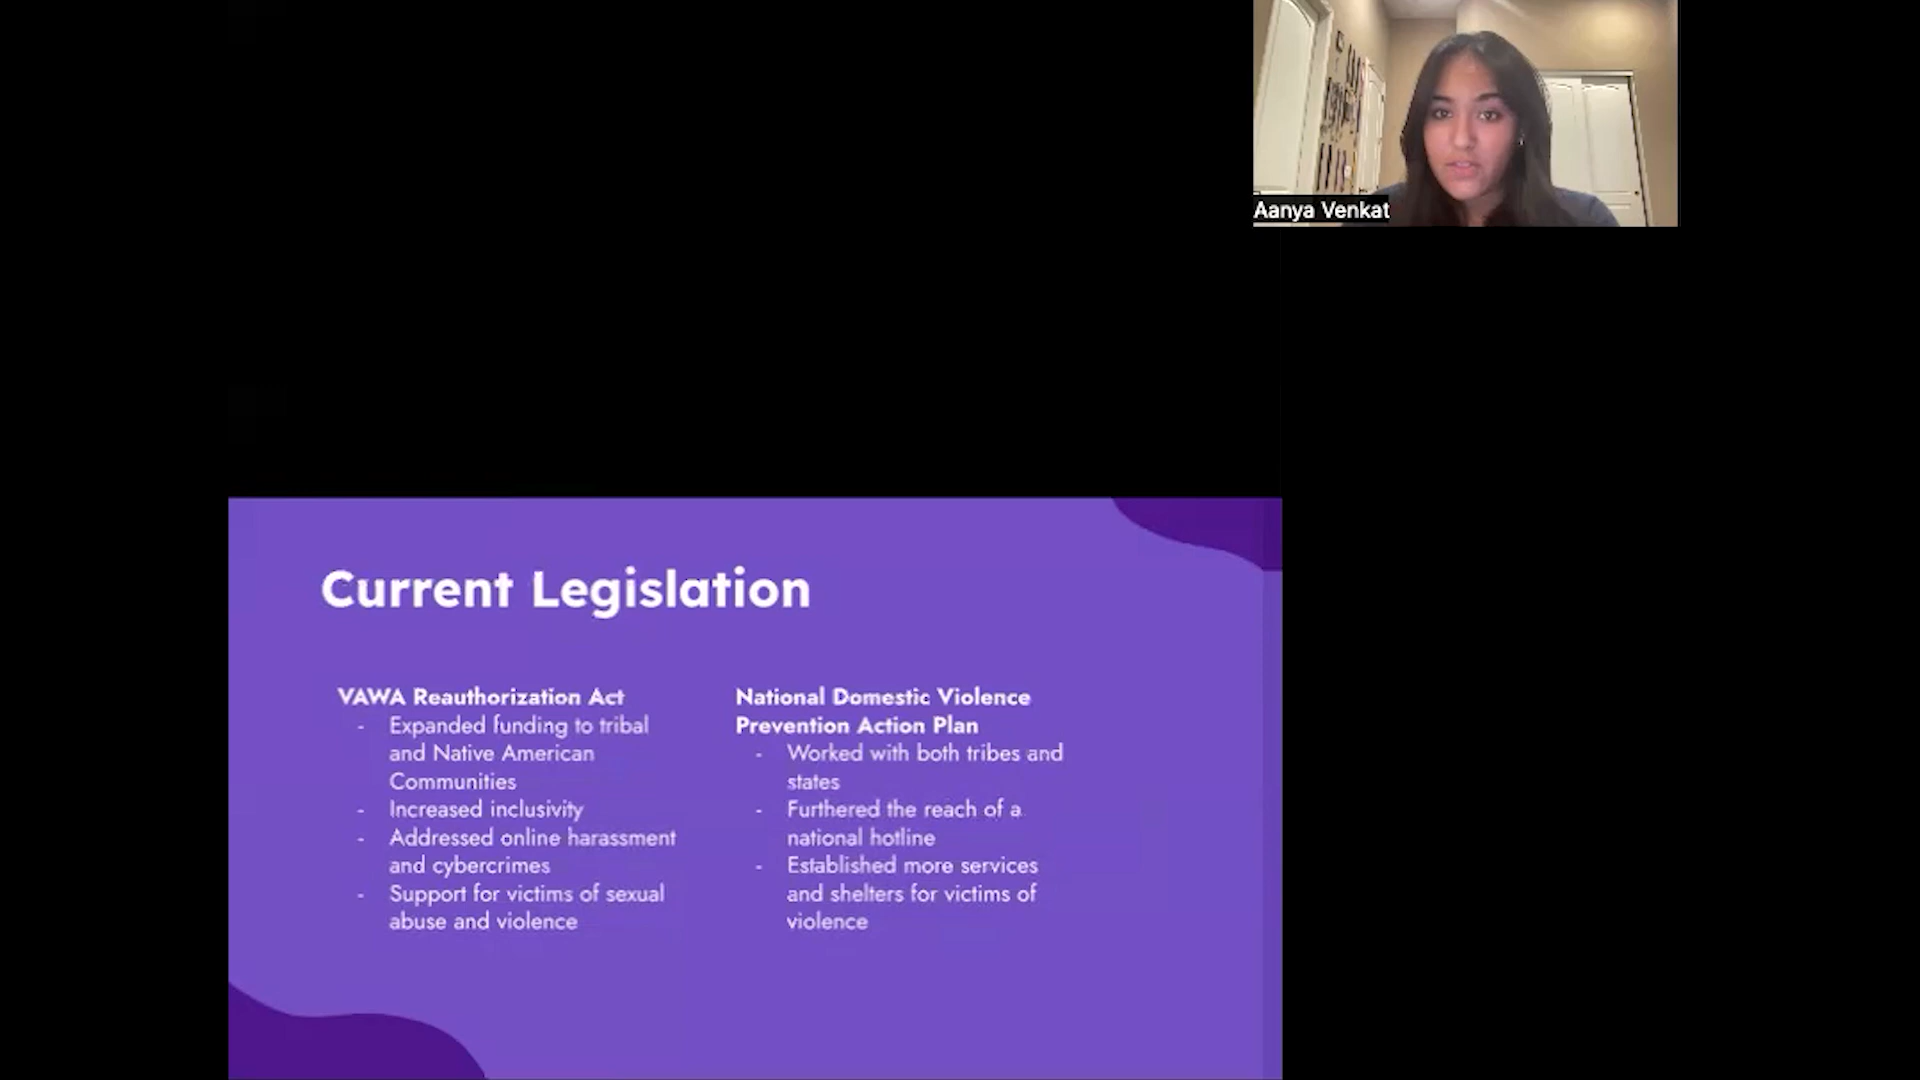 Aanya Venkat
Current Legislation
VAWA Reauthorization Act
- Expanded funding to tribal
and Native American
Communities
- Increased inclusivity
- Addressed online harassment
and cybercrimes
- Support for victims of sexual
abuse and violence
National Domestic Violence
Prevention Action Plan
- Worked with both tribes and
states
- Furthered the reach of a
national hotline
- Established more services
and shelters for victims of
violence